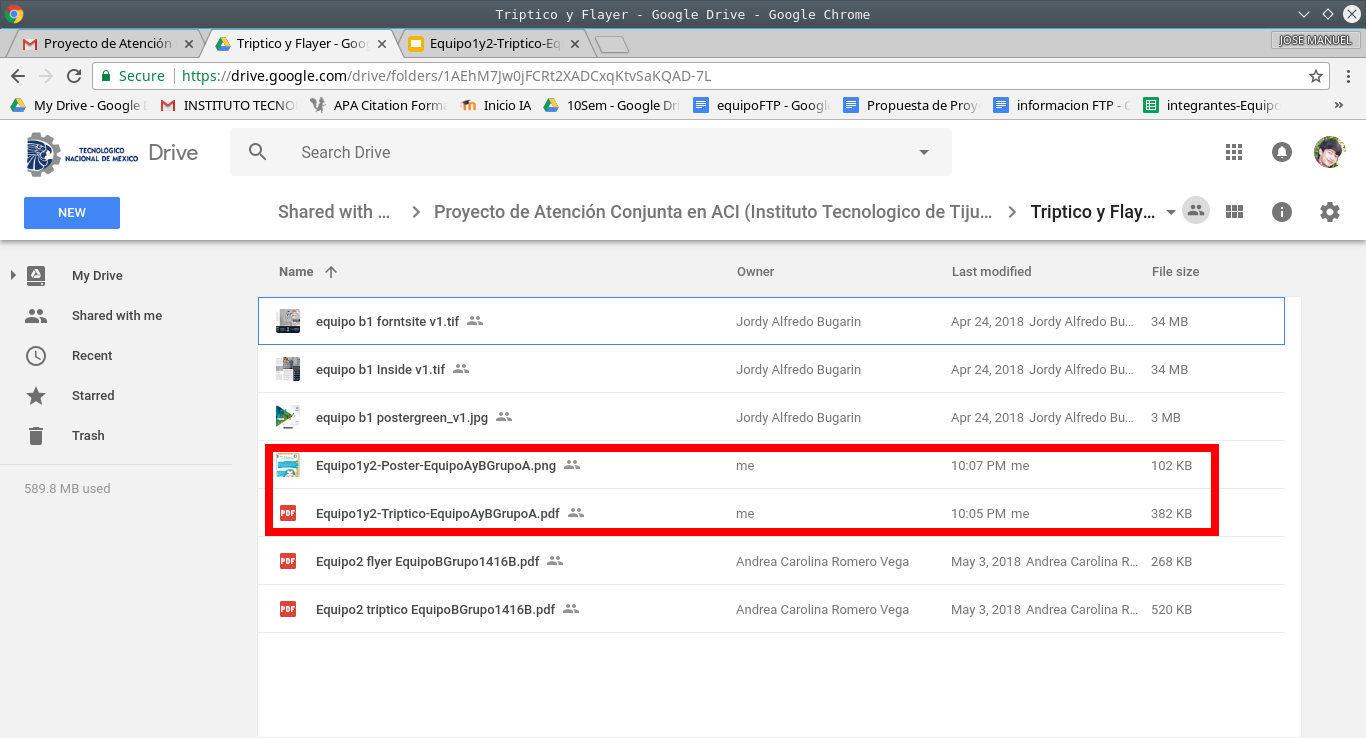 Triptico y Flayer - Google Drive - Google Chrome
Proyecto de Atención
Triptico y Flayer - Goo
Equipo1y2-Triptico-E
JOSE MANUEL
Secure
https://drive.google.com/drive/folders/1AEhM7Jw0jFCRt2XADCxqKtvSaKQAD-7L
My Drive - Google
INSTITUTO TECNO
APA Citation Forma
Inicio IA
10Sem - Google Dri
equipoFTP - Google
Propuesta de Proy
informacion FTP - G
integrantes-Equipo
»
TECNOLÓGICO
NACIONAL DE MÉXICO
Drive
Search Drive
NEW
Shared with ...
Proyecto de Atención Conjunta en ACI (Instituto Tecnologico de Tiju...
Triptico y Flay...
My Drive
Shared with me
Recent
Starred
Trash
589.8 MB used
Name Owner Last modified File size
equipo b1 forntsite v1.tif Jordy Alfredo Bugarin Apr 24, 2018 Jordy Alfredo Bu... 34 MB
equipo b1 Inside v1.tif Jordy Alfredo Bugarin Apr 24, 2018 Jordy Alfredo Bu... 34 MB
equipo b1 postergreen_v1.jpg Jordy Alfredo Bugarin Apr 24, 2018 Jordy Alfredo Bu... 3 MB
Equipo1y2-Poster-EquipoAyBGrupoA.png me 10:07 PM me 102 KB
PDF Equipo1y2-Triptico-EquipoAyBGrupoA.pdf me 10:05 PM me 382 KB
PDF Equipo2 flyer EquipoBGrupo1416B.pdf Andrea Carolina Romero Vega May 3, 2018 Andrea Carolina R... 268 KB
PDF Equipo2 triptico EquipoBGrupo1416B.pdf Andrea Carolina Romero Vega May 3, 2018 Andrea Carolina R... 520 KB